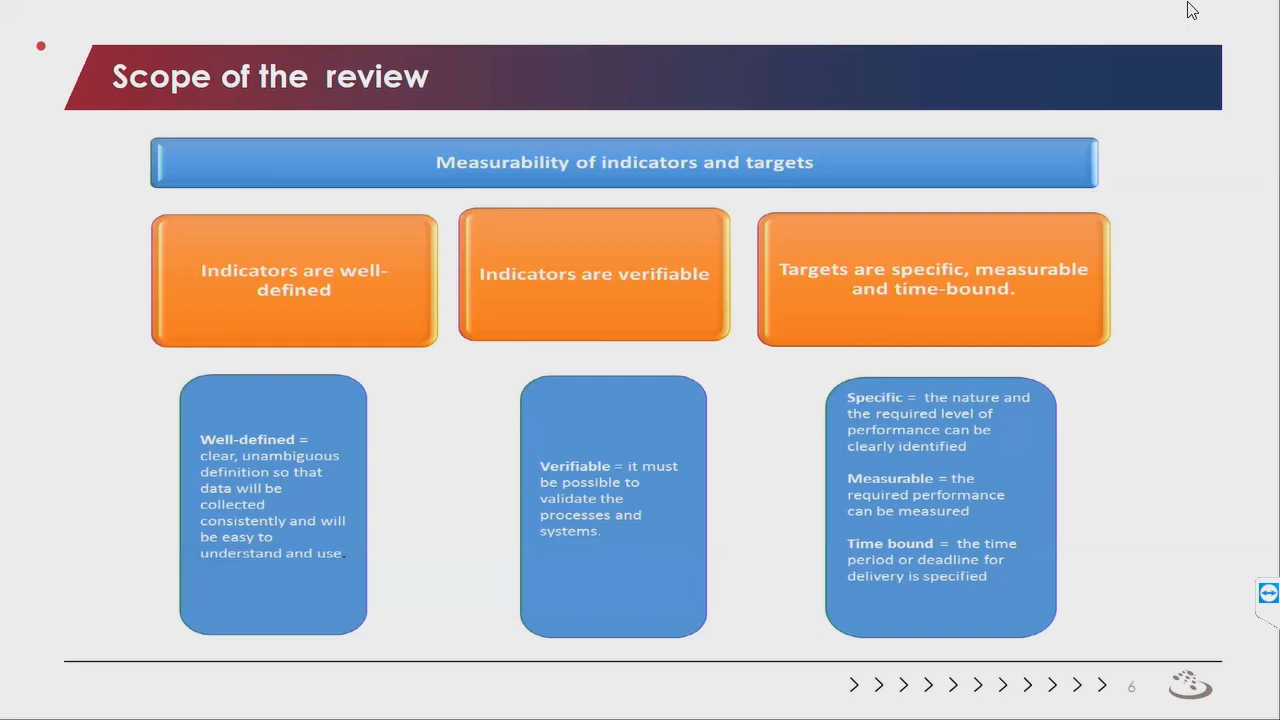 Scope of the review
Measurability of indicators and targets
Indicators are well-
defined
Indicators are verifiable
Targets are specific, measurable
and time-bound.
Well-defined =
clear, unambiguous
definition so that
data will be
collected
consistently and will
be easy to
understand and use.
Verifiable = it must
be possible to
validate the
processes and
systems.
Specific = the nature and
the required level of
performance can be
clearly identified
Measurable = the
required performance
can be measured
Time bound = the time
period or deadline for
delivery is specified
6